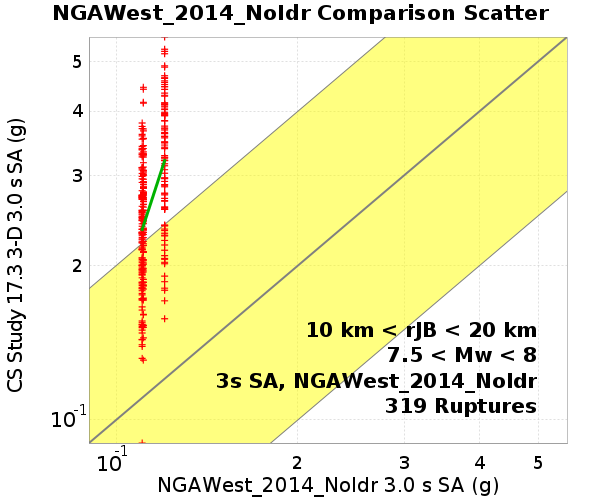 NGAWest_2014_NoIdr Comparison Scatter
CS Study 17.3 3-D 3.0 s SA (g)
5
4
3
2
10-1
10 km < rJB < 20 km
7.5 < Mw < 8
3s SA, NGAWest_2014_NoIdr
319 Ruptures
10-1 2 3 4 5
NGAWest_2014_NoIdr 3.0 s SA (g)